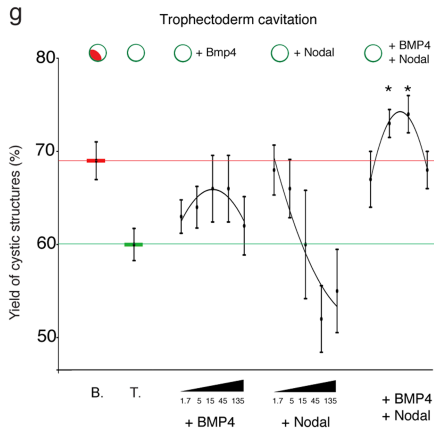 g
Trophectoderm cavitation
+ Bmp4
+ Nodal
+ BMP4
+ Nodal
* *
Yield of cystic structures (%)
80
70
60
50
B. T.
1.7 5 15 45 135
1.7 5 15 45 135
+ BMP4
+ Nodal
+ BMP4
+ Nodal